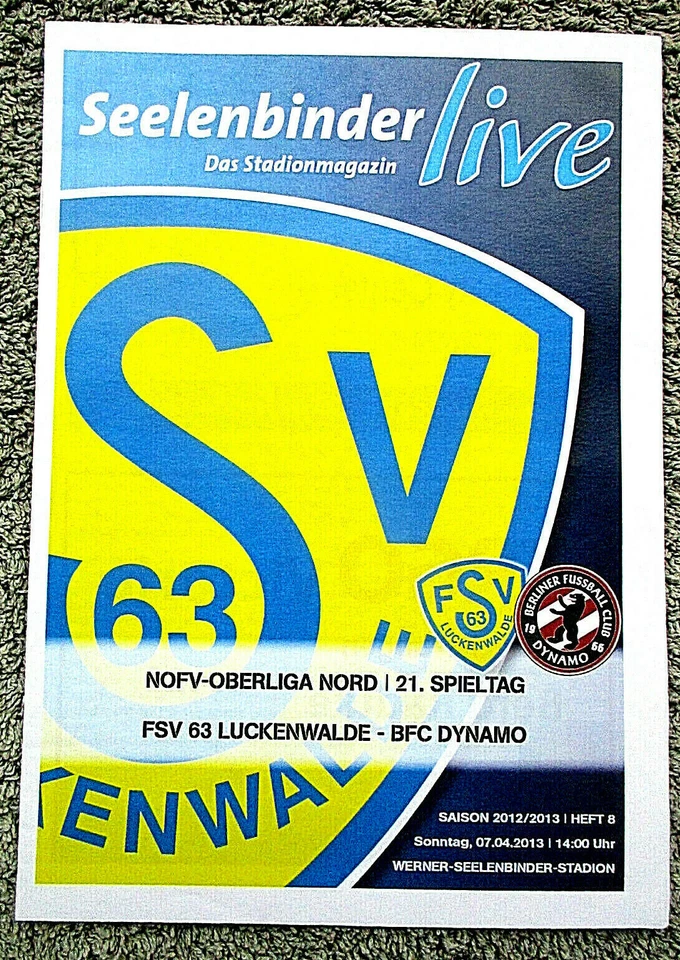 Seelenbinder live
Das Stadionmagazin
SV
63
KENWALDE
FSV
63
LUCKENWALDE
BERLINER FUSSBALL CLUB
19 66
DYNAMO
NOFV-OBERLIGA NORD | 21. SPIELTAG
FSV 63 LUCKENWALDE - BFC DYNAMO
SAISON 2012/2013 | HEFT 8
Sonntag, 07.04.2013 | 14:00 Uhr
WERNER-SEELENBINDER-STADION